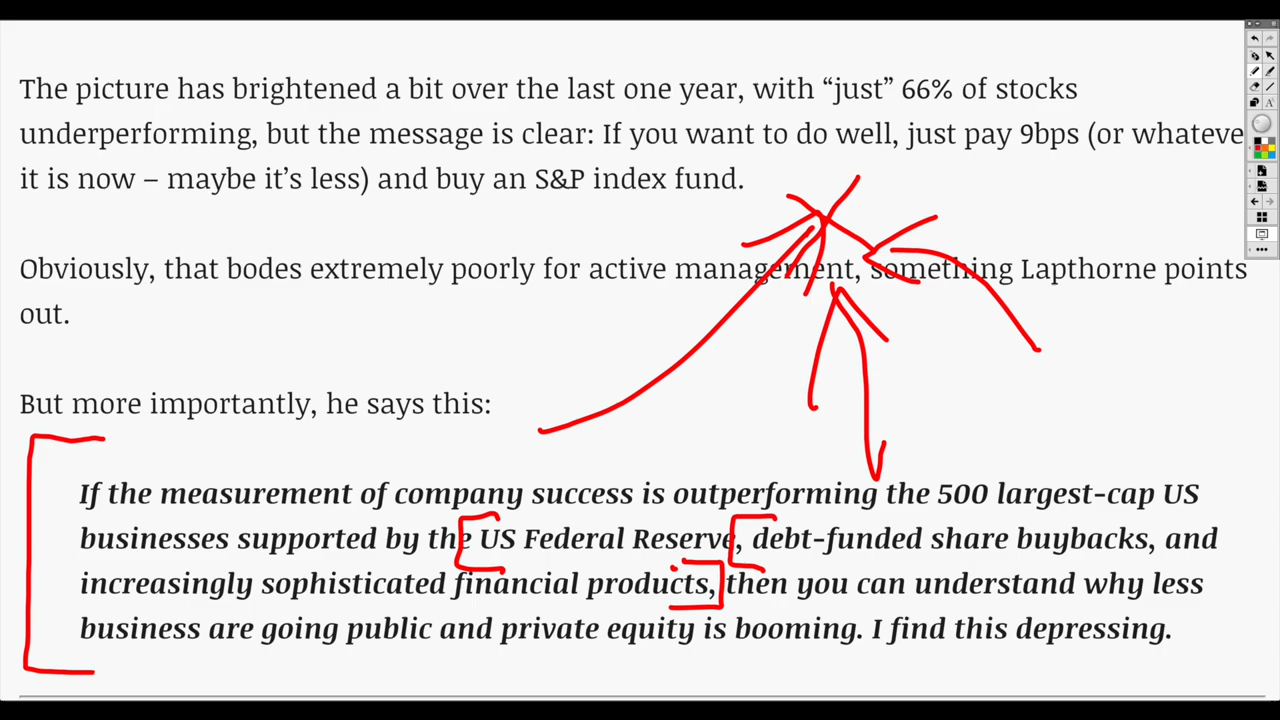 The picture has brightened a bit over the last one year, with “just” 66% of stocks
underperforming, but the message is clear: If you want to do well, just pay 9bps (or whateve
it is now – maybe it’s less) and buy an S&P index fund.
Obviously, that bodes extremely poorly for active management, something Lapthorne points
out.
But more importantly, he says this:
If the measurement of company success is outperforming the 500 largest-cap US
businesses supported by the US Federal Reserve, debt-funded share buybacks, and
increasingly sophisticated financial products, then you can understand why less
business are going public and private equity is booming. I find this depressing.